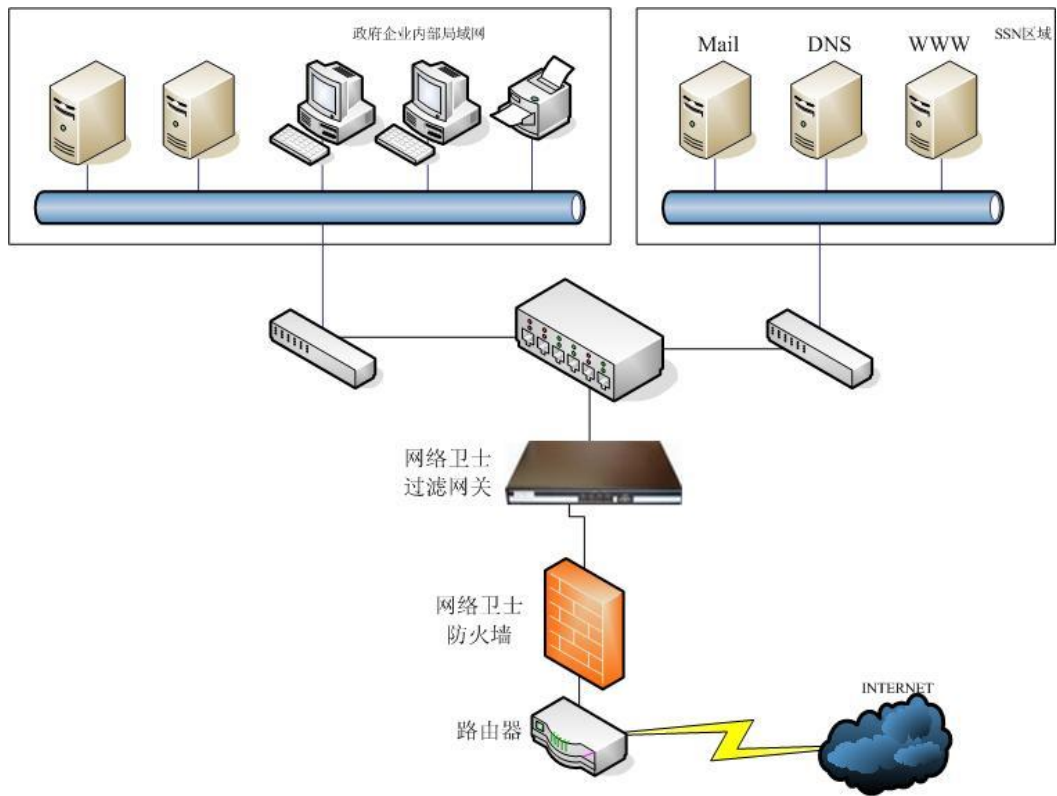 政府企业内部局域网
SSN区域
Mail
DNS
WWW
网络卫士
过滤网关
网络卫士
防火墙
路由器
INTERNET